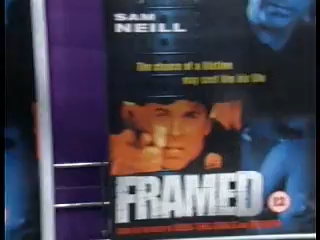 SAM
NEILL
The chance of a lifetime
may cost him his life
FRAMED